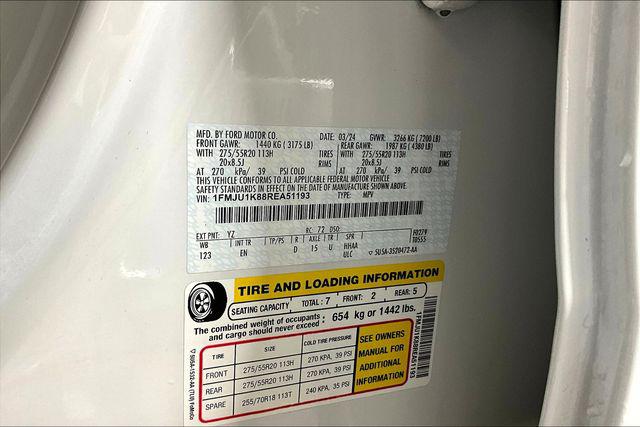 MFD. BY FORD MOTOR CO. DATE: 03/24 GVWR: 3266 KG ( 7200 LB)
FRONT GAWR: 1440 KG ( 3175 LB) REAR GAWR: 1987 KG ( 4380 LB)
WITH 275/55R20 113H TIRES WITH 275/55R20 113H TIRES
20x8.5J RIMS 20x8.5J RIMS
AT 270 kPa/ 39 PSI COLD AT 270 kPa/ 39 PSI COLD
THIS VEHICLE CONFORMS TO ALL APPLICABLE FEDERAL MOTOR VEHICLE
SAFETY STANDARDS IN EFFECT ON THE DATE OF MANUFACTURE SHOWN ABOVE.
VIN: 1FMJU1K88REA51193 TYPE: MPV
EXT PNT: YZ RC: 72 DSO: F0279
WB INT TR TP/PS R AXLE TR SPR T0555
123 EN D 15 U HHAA
ULC ▽ 5U5A-3520472-AA
TIRE AND LOADING INFORMATION
SEATING CAPACITY TOTAL: 7 FRONT: 2 REAR: 5
The combined weight of occupants and cargo should never exceed : 654 kg or 1442 lbs.
TIRE SIZE COLD TIRE PRESSURE
FRONT 275/55R20 113H 270 KPA, 39 PSI
REAR 275/55R20 113H 270 KPA, 39 PSI
SPARE 255/70R18 113T 240 KPA, 35 PSI
SEE OWNERS
MANUAL FOR
ADDITIONAL
INFORMATION
1FMJU1K88REA51193